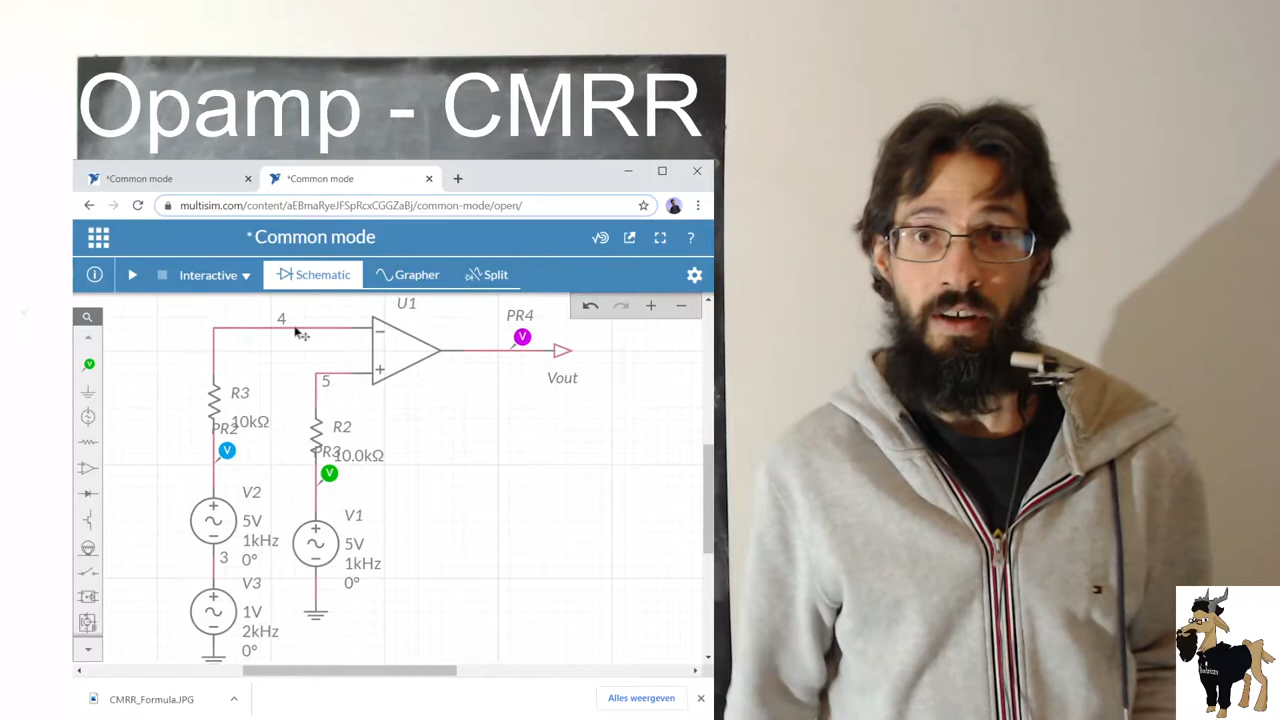 Opamp - CMRR
*Common mode
*Common mode
multisim.com/content/aEBmaRyeJFSpRcxCGGZaBj/common-mode/open/
*Common mode
Interactive
Schematic
Grapher
Split
U1
4
PR4
V
Vout
5
R3
10kΩ
PR2
V
R2
10.0kΩ
PR3
V
V2
5V
1kHz
0°
V1
5V
1kHz
0°
3
V3
1V
2kHz
0°
CMRR_Formula.JPG
Alles weergeven